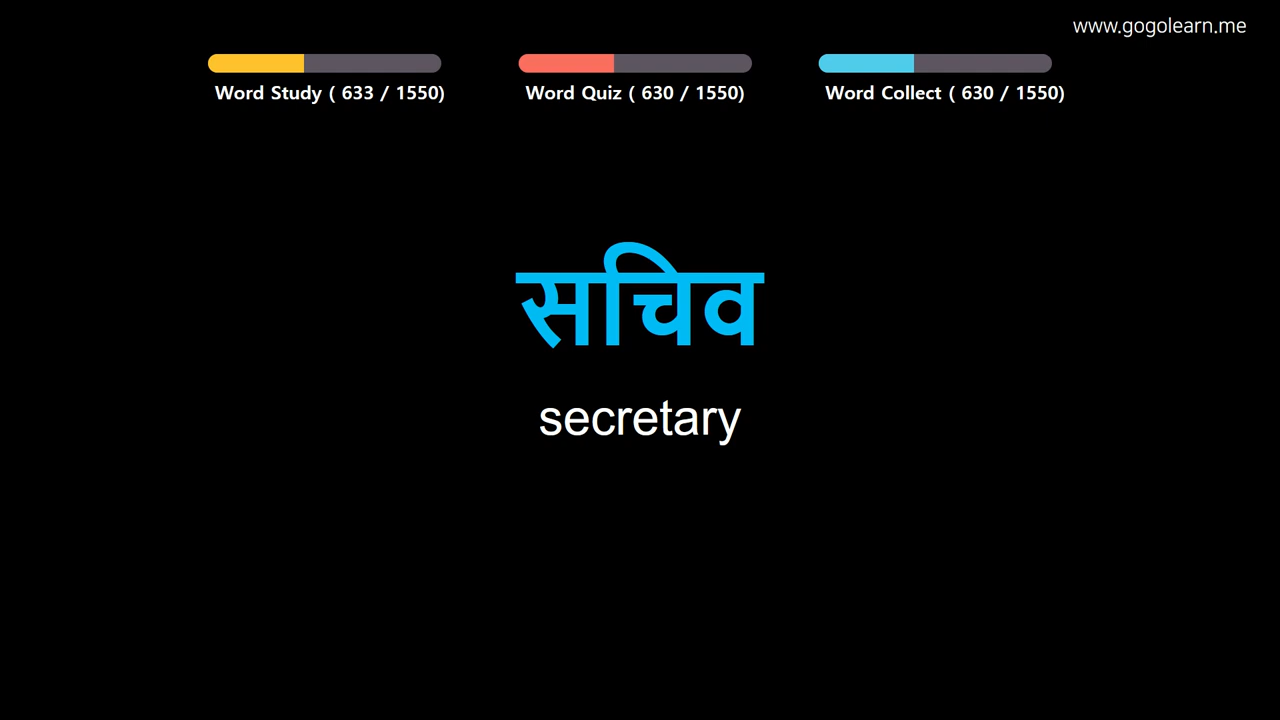 www.gogolearn.me
Word Study ( 633 / 1550)
Word Quiz ( 630 / 1550)
Word Collect ( 630 / 1550)
सचिव
secretary